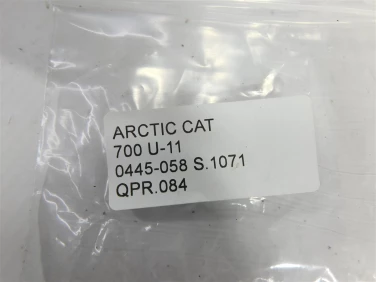 ARCTIC CAT
700 U-11
0445-058 S.1071
QPR.084